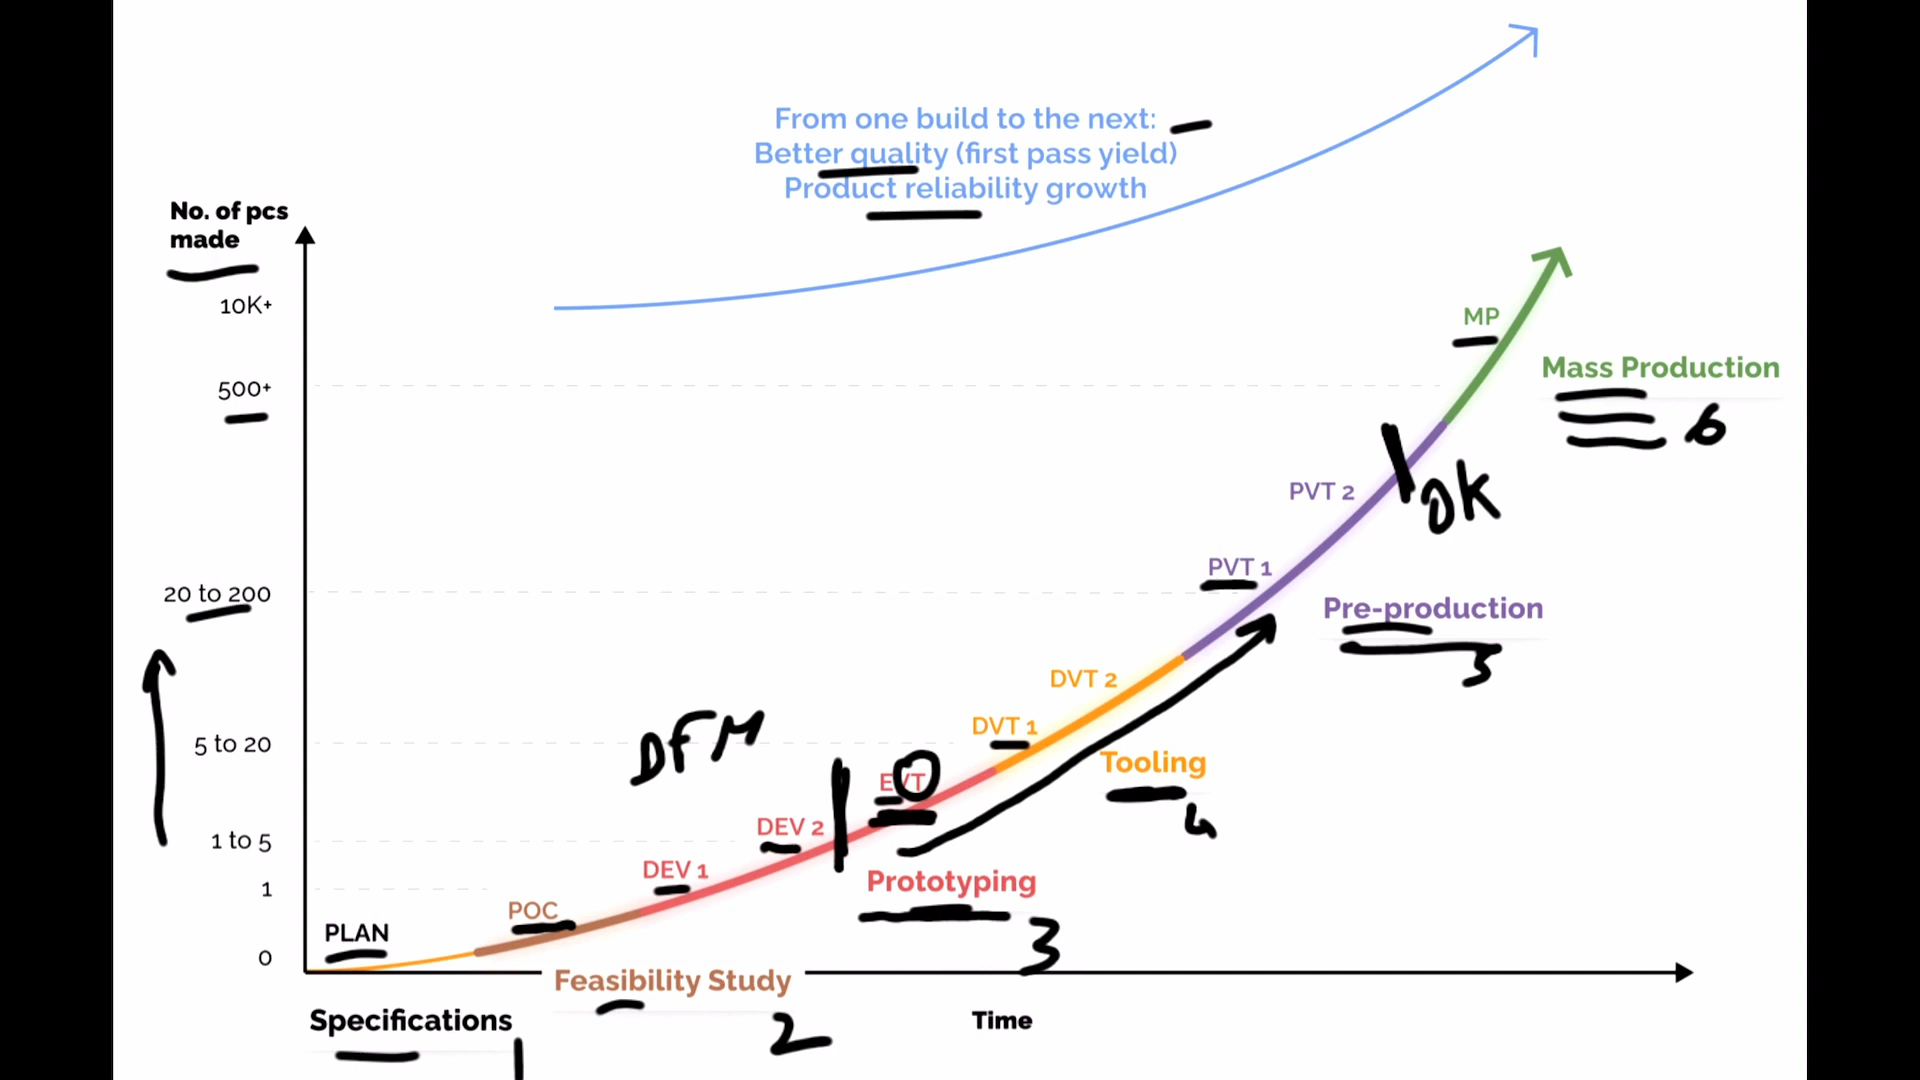 From one build to the next:
Better quality (first pass yield)
Product reliability growth
No. of pcs
made
10K+
MP
Mass Production
500+
6
PVT 2
OK
PVT 1
20 to 200
Pre-production
5
DVT 2
DFM
DVT 1
5 to 20
Tooling
EVT
4
DEV 2
1 to 5
DEV 1
Prototyping
1
POC
PLAN
3
0
Feasibility Study
Specifications
2
Time
1